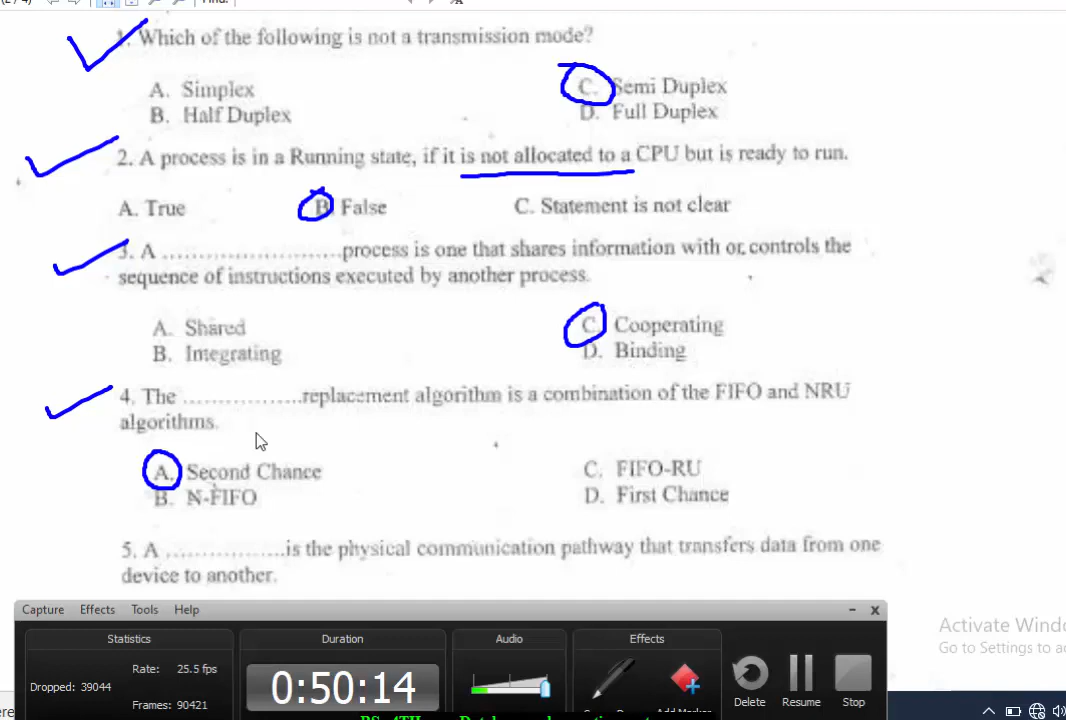 Find:
1. Which of the following is not a transmission mode?
A. Simplex
C. Semi Duplex
B. Half Duplex
D. Full Duplex
2. A process is in a Running state, if it is not allocated to a CPU but is ready to run.
A. True
B. False
C. Statement is not clear
3. A ...........................process is one that shares information with or controls the
sequence of instructions executed by another process.
A. Shared
C. Cooperating
B. Integrating
D. Binding
4. The ..................replacement algorithm is a combination of the FIFO and NRU
algorithms.
A. Second Chance
C. FIFO-RU
B. N-FIFO
D. First Chance
5. A ..................is the physical communication pathway that transfers data from one
device to another.
Capture Effects Tools Help
Statistics
Duration
Audio
Effects
Rate: 25.5 fps
Dropped: 39044
Frames: 90421
0:50:14
Add Marker
Delete
Resume
Stop
Activate Windo
Go to Settings to ac